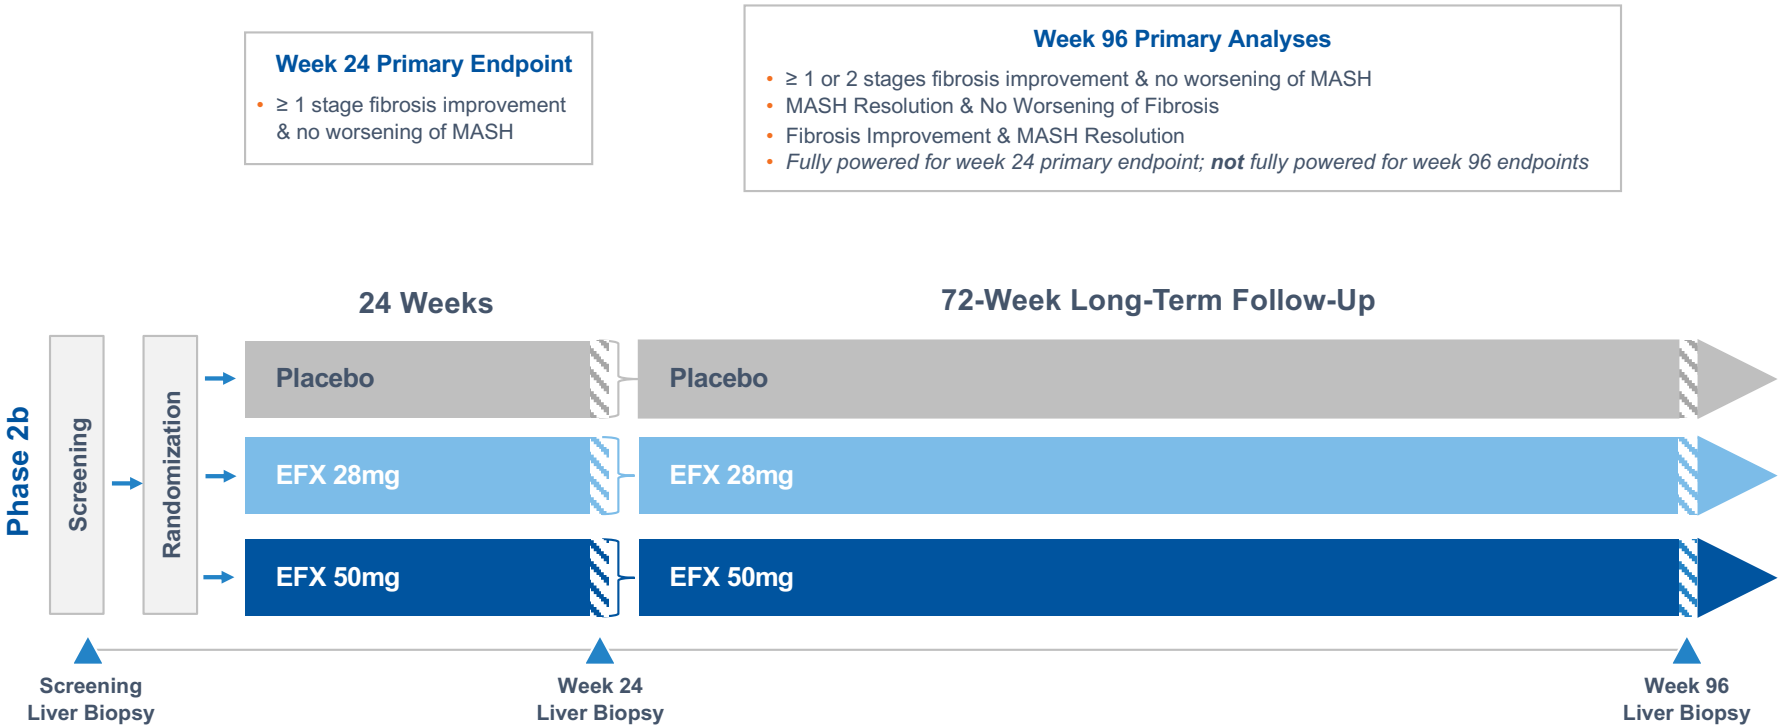 Week 24 Primary Endpoint
• ≥ 1 stage fibrosis improvement
& no worsening of MASH
Week 96 Primary Analyses
• ≥ 1 or 2 stages fibrosis improvement & no worsening of MASH
• MASH Resolution & No Worsening of Fibrosis
• Fibrosis Improvement & MASH Resolution
• Fully powered for week 24 primary endpoint; not fully powered for week 96 endpoints
24 Weeks
72-Week Long-Term Follow-Up
Phase 2b
Screening
Randomization
Placebo
Placebo
EFX 28mg
EFX 28mg
EFX 50mg
EFX 50mg
Screening
Liver Biopsy
Week 24
Liver Biopsy
Week 96
Liver Biopsy